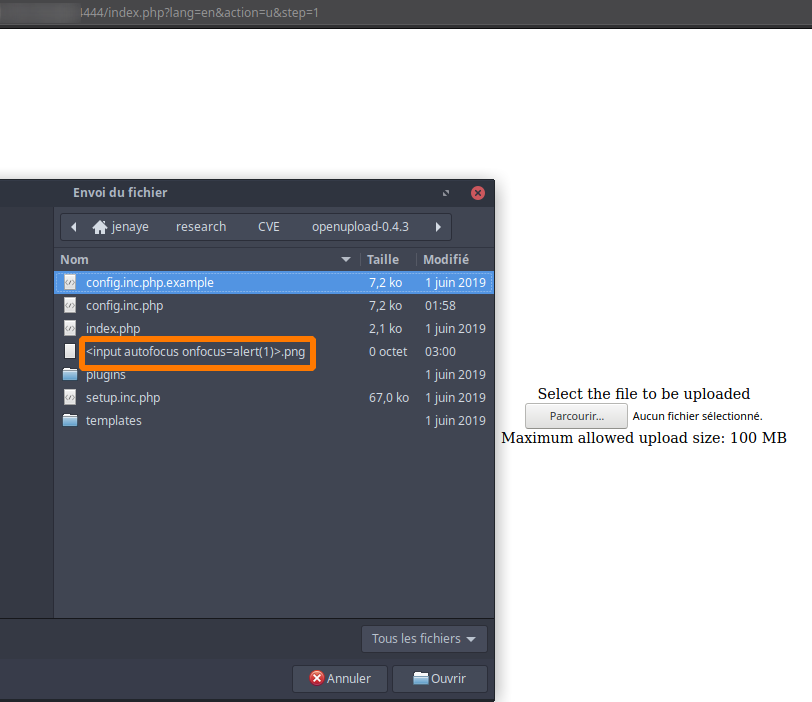 4444/index.php?lang=en&action=u&step=1
Envoi du fichier
jenaye research CVE openupload-0.4.3
Nom Taille Modifié
config.inc.php.example 7,2 ko 1 juin 2019
config.inc.php 7,2 ko 01:58
index.php 2,1 ko 1 juin 2019
<input autofocus onfocus=alert(1)>.png 0 octet 03:00
plugins 1 juin 2019
setup.inc.php 67,0 ko 1 juin 2019
templates 1 juin 2019
Select the file to be uploaded
Parcourir... Aucun fichier sélectionné.
Maximum allowed upload size: 100 MB
Tous les fichiers
Annuler Ouvrir